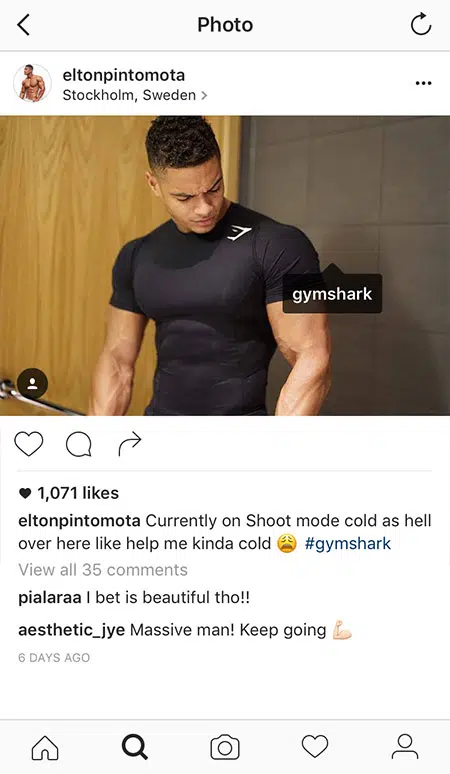 Photo
eltonpintomota
Stockholm, Sweden >
gymshark
1,071 likes
eltonpintomota Currently on Shoot mode cold as hell
over here like help me kinda cold 😩 #gymshark
View all 35 comments
pialaraa I bet is beautiful tho!!
aesthetic_jye Massive man! Keep going 💪🏻
6 DAYS AGO